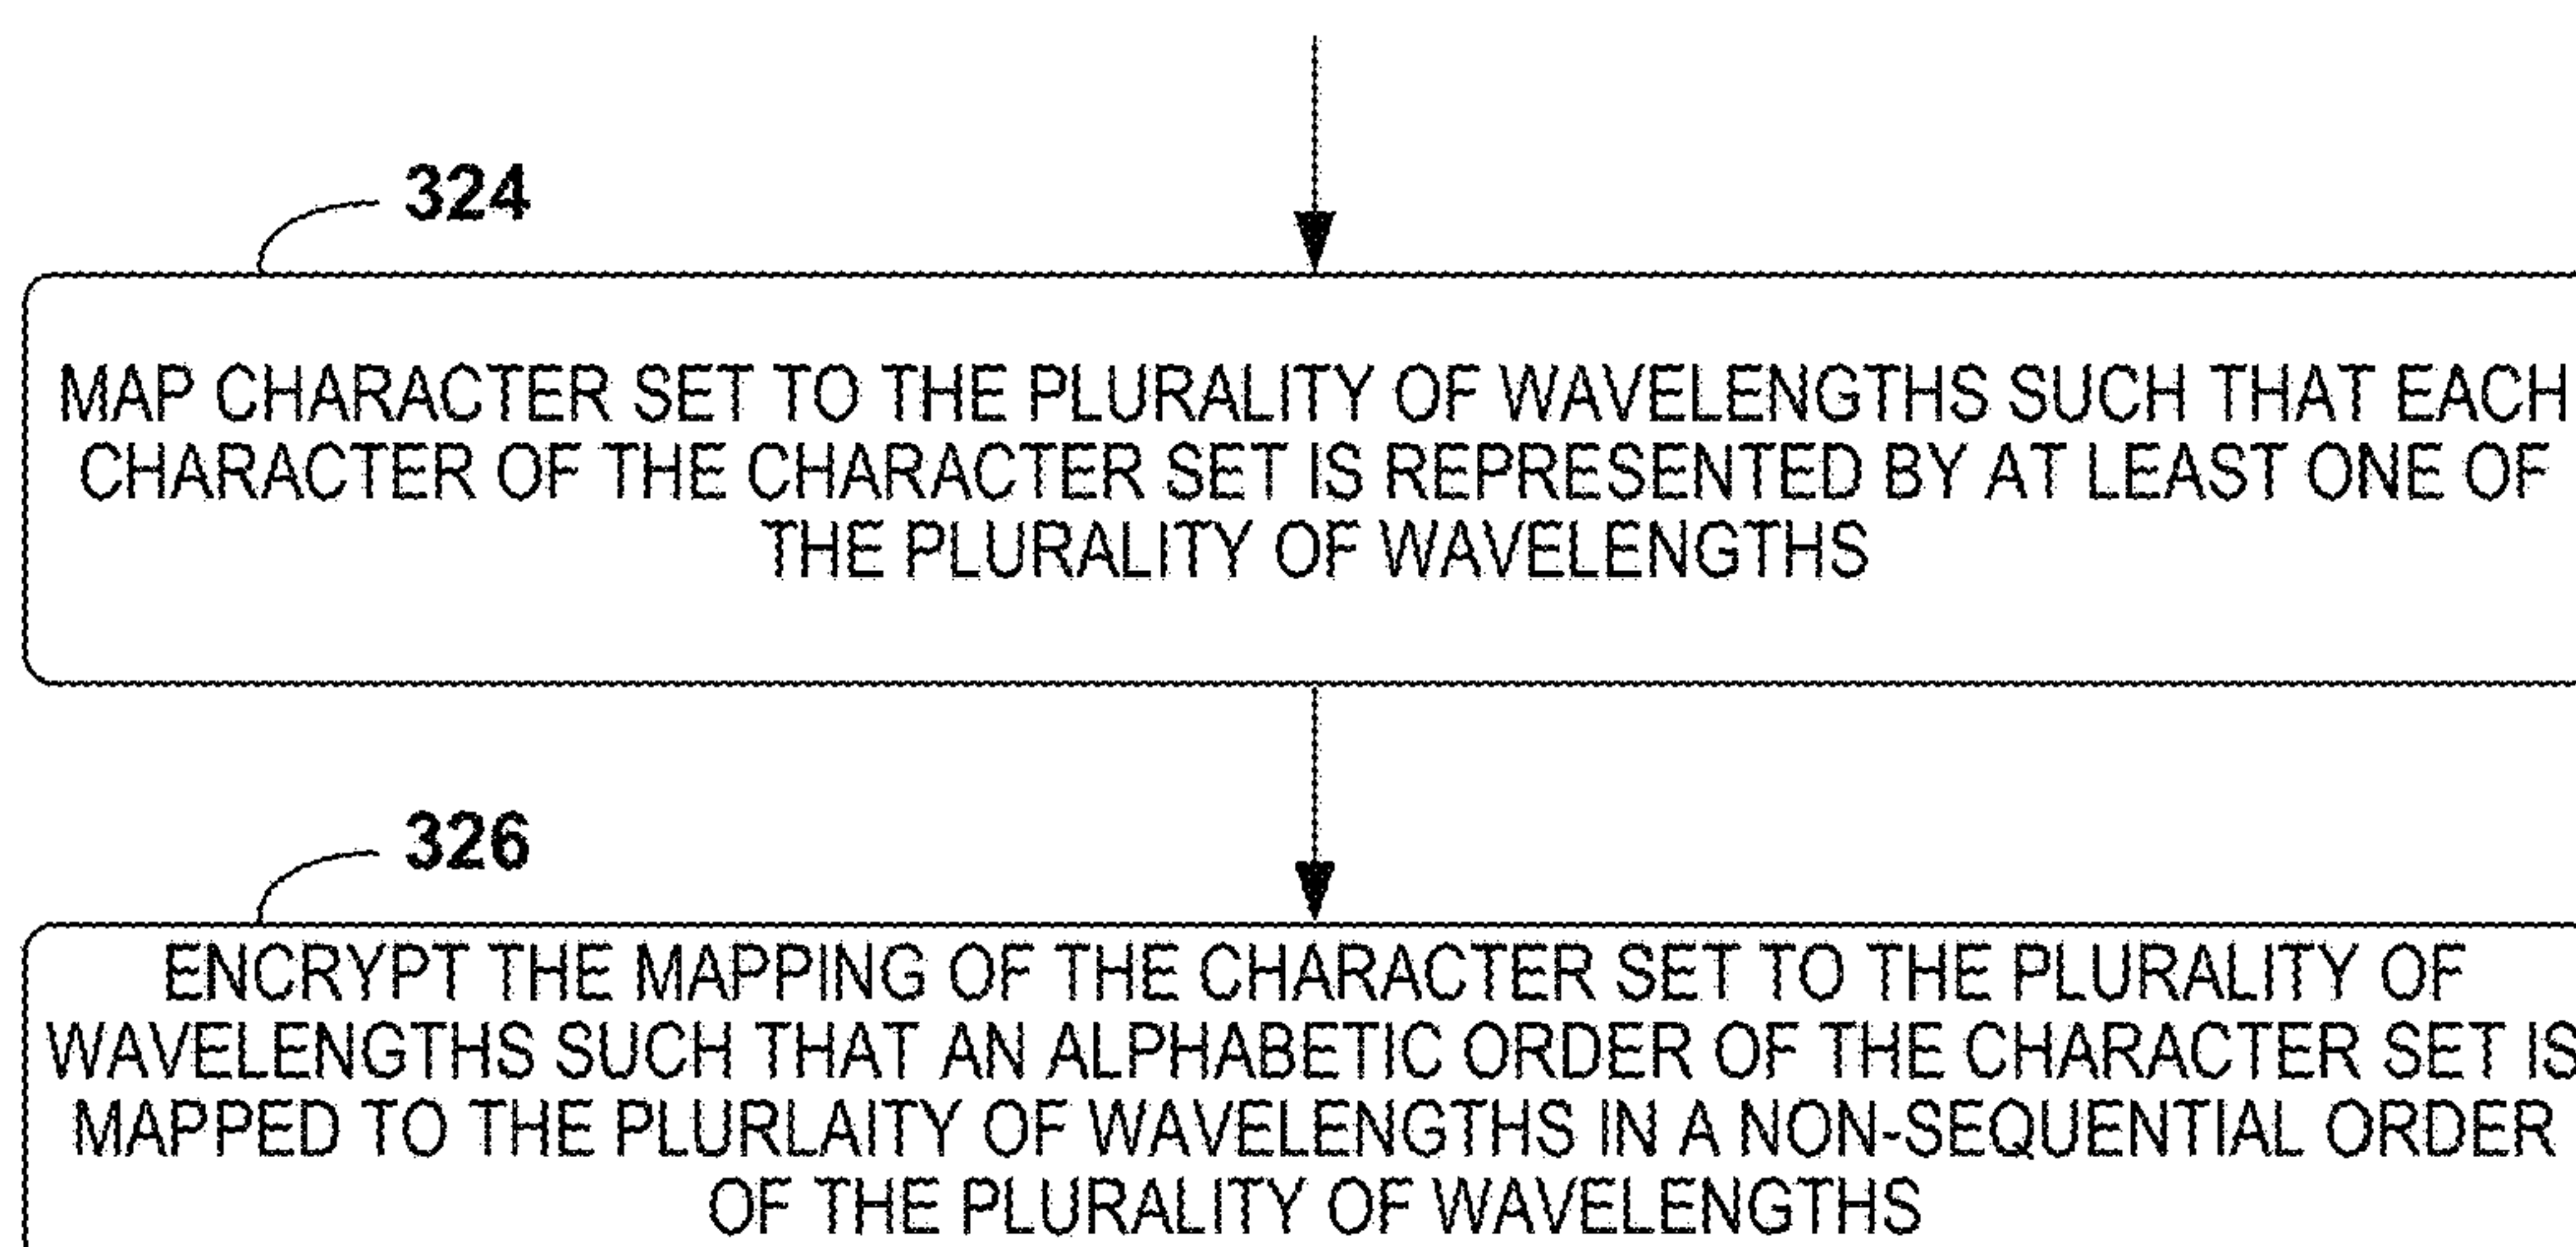 324
MAP CHARACTER SET TO THE PLURALITY OF WAVELENGTHS SUCH THAT EACH
CHARACTER OF THE CHARACTER SET IS REPRESENTED BY AT LEAST ONE OF
THE PLURALITY OF WAVELENGTHS
326
ENCRYPT THE MAPPING OF THE CHARACTER SET TO THE PLURALITY OF
WAVELENGTHS SUCH THAT AN ALPHABETIC ORDER OF THE CHARACTER SET IS
MAPPED TO THE PLURLAITY OF WAVELENGTHS IN A NON-SEQUENTIAL ORDER
OF THE PLURALITY OF WAVELENGTHS